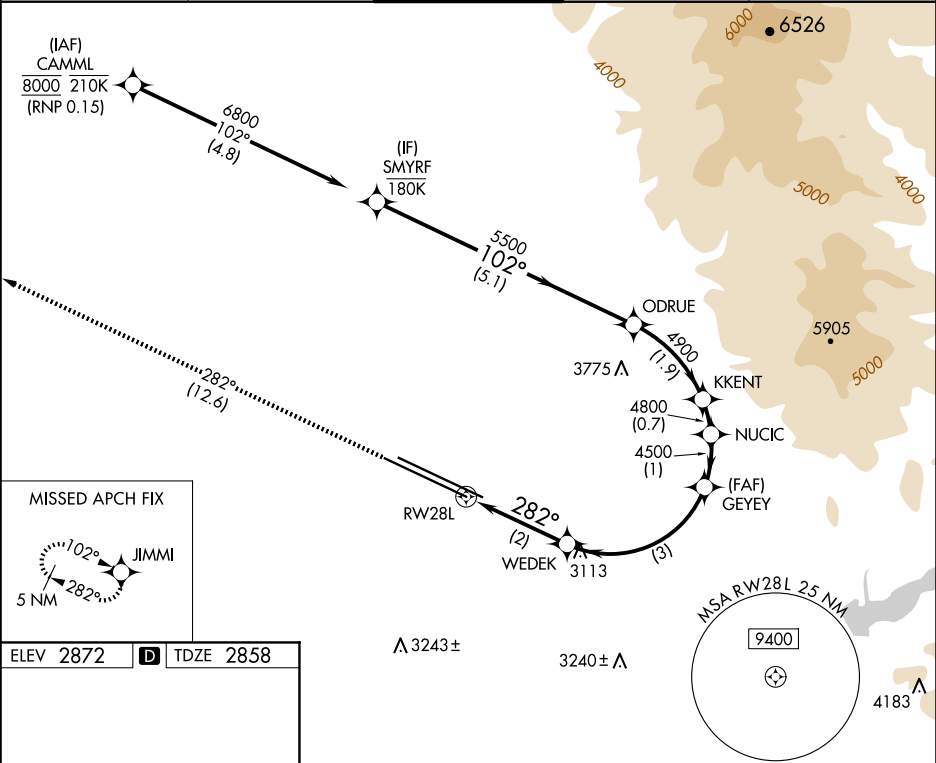 (IAF)
CAMML
8000 210K
(RNP 0.15)
6800
102°
(4.8)
(IF)
SMYRF
180K
5500
102°
(5.1)
ODRUE
4900
(1.9)
3775
KKENT
4800
(0.7)
NUCIC
4500
(1)
(FAF)
GEYEY
(3)
282°
(2)
WEDEK
3113
RW28L
282°
(12.6)
6000
6526
4000
5000
4000
5905
5000
MISSED APCH FIX
102°
JIMMI
282°
5 NM
ELEV 2872 D TDZE 2858
3243±
3240±
MSA RW28L 25 NM
9400
4183